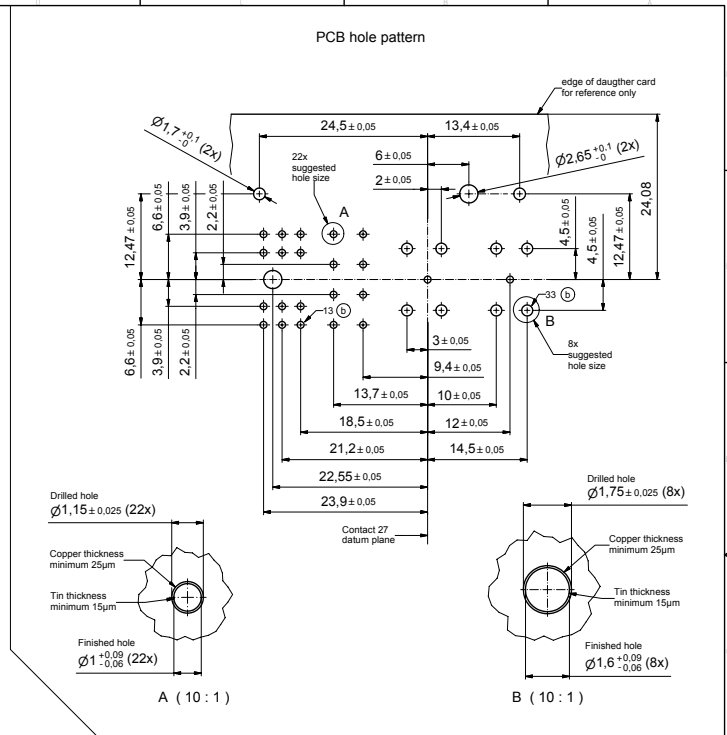 PCB hole pattern
edge of daugther card
for reference only
24,5 ± 0,05
13,4 ± 0,05
Ø1,7 +0,1 -0 (2x)
22x
suggested
hole size
6 ± 0,05
Ø2,65 +0,1 -0 (2x)
2 ± 0,05
A
24,08
12,47 ± 0,05
6,6 ± 0,05
3,9 ± 0,05
2,2 ± 0,05
4,5 ± 0,05
4,5 ± 0,05
12,47 ± 0,05
13 b
33 b
B
8x
suggested
hole size
6,6 ± 0,05
3,9 ± 0,05
2,2 ± 0,05
3 ± 0,05
9,4 ± 0,05
13,7 ± 0,05
10 ± 0,05
18,5 ± 0,05
12 ± 0,05
21,2 ± 0,05
14,5 ± 0,05
22,55 ± 0,05
23,9 ± 0,05
Contact 27
datum plane
Drilled hole
Ø1,15 ± 0,025 (22x)
Copper thickness
minimum 25µm
Tin thickness
minimum 15µm
Finished hole
Ø1 +0,09 -0,06 (22x)
A ( 10 : 1 )
Drilled hole
Ø1,75 ± 0,025 (8x)
Copper thickness
minimum 25µm
Tin thickness
minimum 15µm
Finished hole
Ø1,6 +0,09 -0,06 (8x)
B ( 10 : 1 )